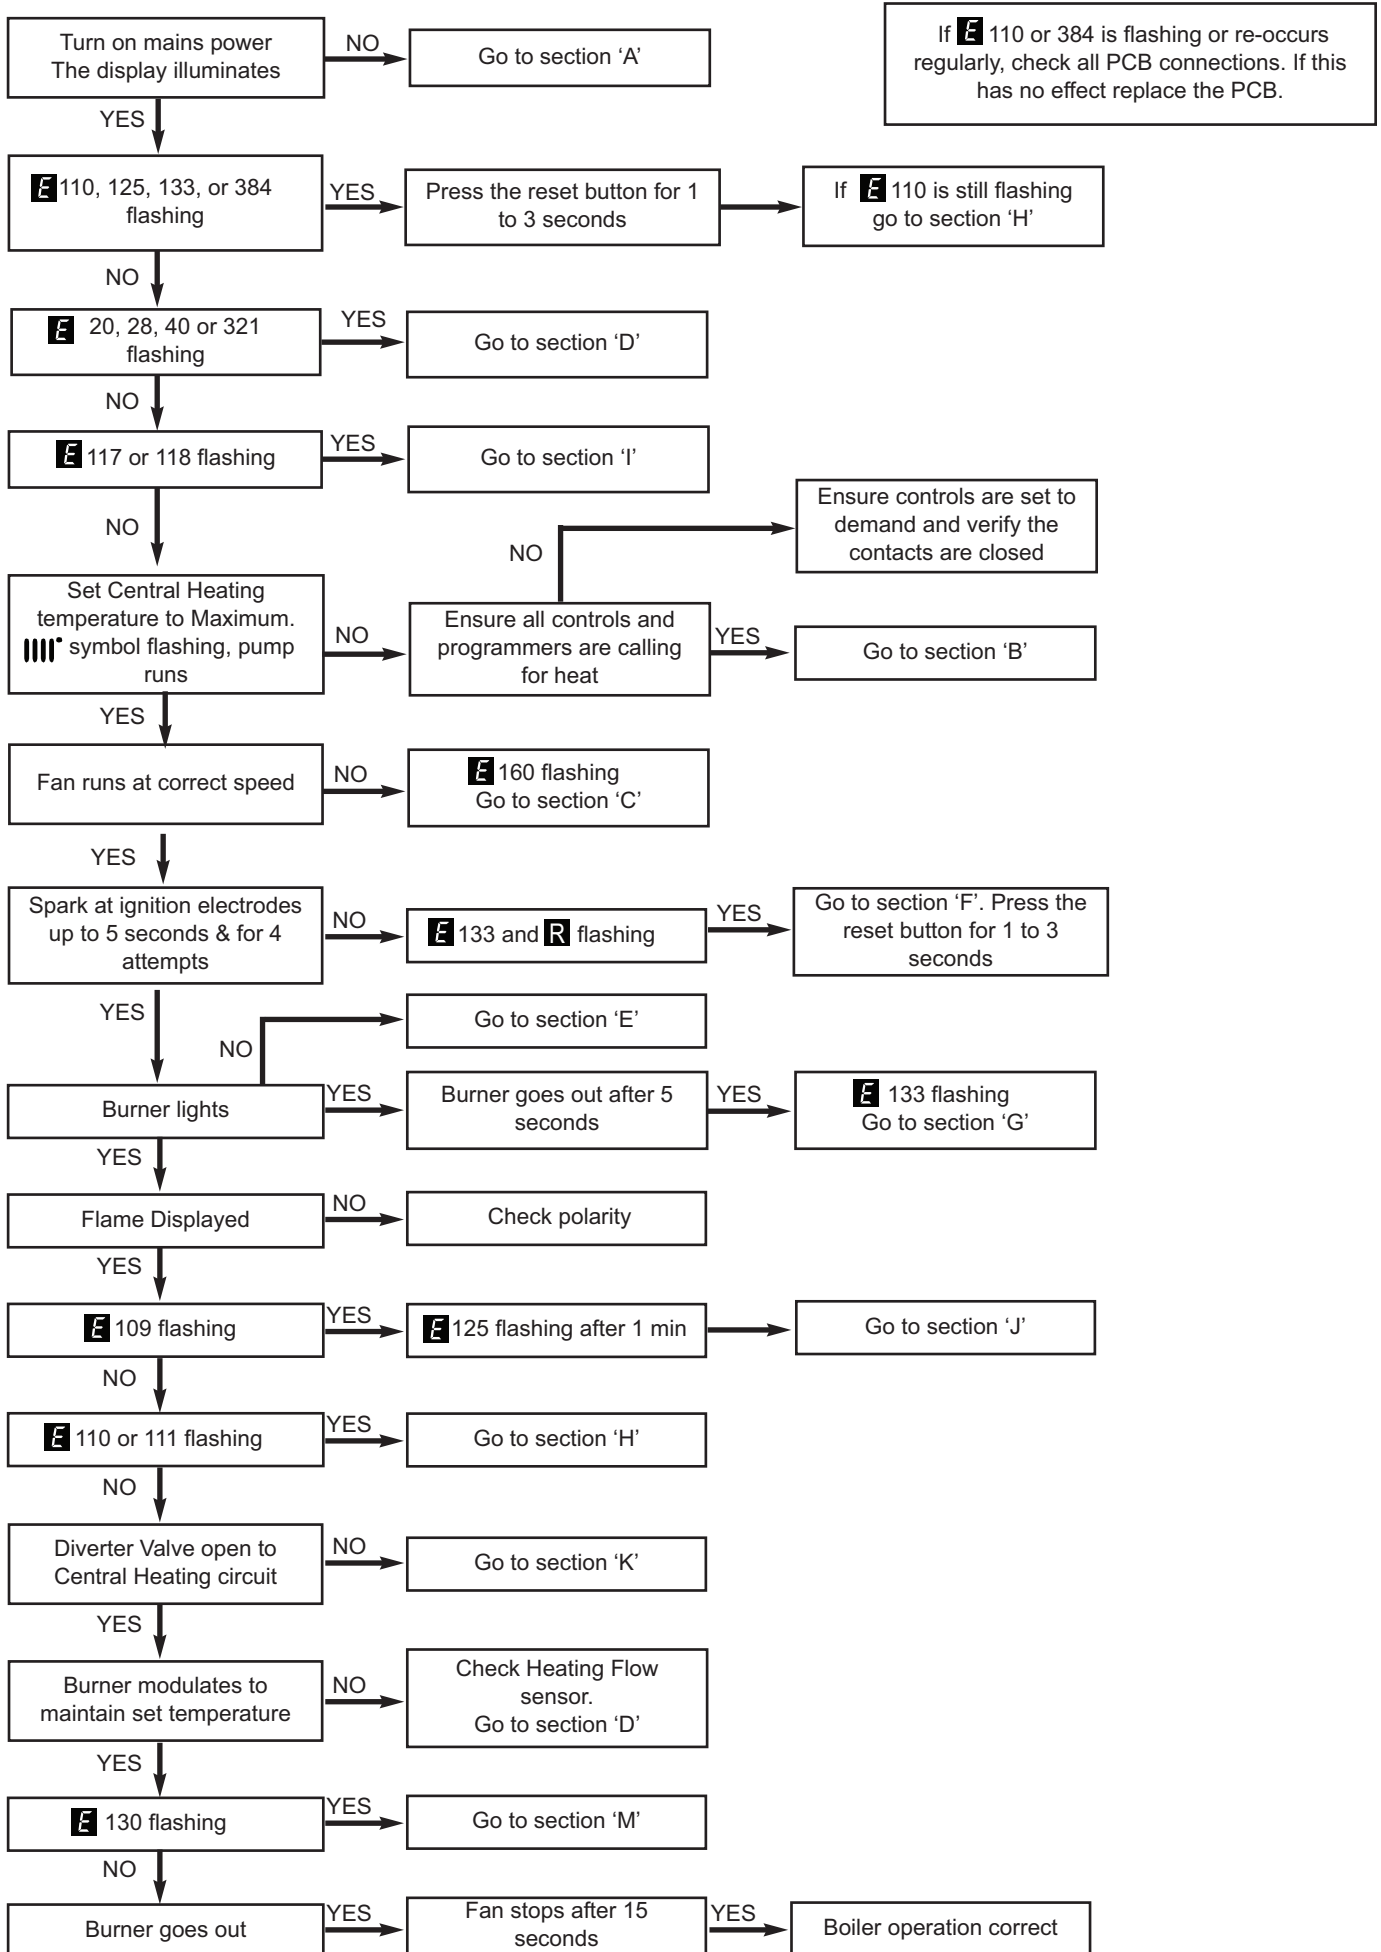 Turn on mains power
The display illuminates
NO
Go to section ‘A’
If E 110 or 384 is flashing or re-occurs
regularly, check all PCB connections. If this
has no effect replace the PCB.
YES
E 110, 125, 133, or 384
flashing
YES
Press the reset button for 1
to 3 seconds
If E 110 is still flashing
go to section ‘H’
NO
E 20, 28, 40 or 321
flashing
YES
Go to section ‘D’
NO
E 117 or 118 flashing
YES
Go to section ‘I’
NO
Ensure controls are set to
demand and verify the
contacts are closed
NO
Set Central Heating
temperature to Maximum.
symbol flashing, pump
runs
NO
Ensure all controls and
programmers are calling
for heat
YES
Go to section ‘B’
YES
Fan runs at correct speed
NO
E 160 flashing
Go to section ‘C’
YES
Spark at ignition electrodes
up to 5 seconds & for 4
attempts
NO
E 133 and R flashing
YES
Go to section ‘F’. Press the
reset button for 1 to 3
seconds
YES
NO
Go to section ‘E’
Burner lights
YES
Burner goes out after 5
seconds
YES
E 133 flashing
Go to section ‘G’
YES
Flame Displayed
NO
Check polarity
YES
E 109 flashing
YES
E 125 flashing after 1 min
Go to section ‘J’
NO
E 110 or 111 flashing
YES
Go to section ‘H’
NO
Diverter Valve open to
Central Heating circuit
NO
Go to section ‘K’
YES
Burner modulates to
maintain set temperature
NO
Check Heating Flow
sensor.
Go to section ‘D’
YES
E 130 flashing
YES
Go to section ‘M’
NO
Burner goes out
YES
Fan stops after 15
seconds
YES
Boiler operation correct